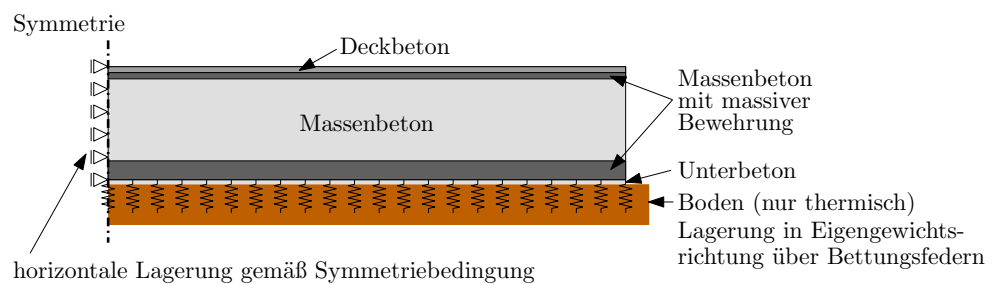 Symmetrie
Deckbeton
Massenbeton
mit massiver
Bewehrung
Massenbeton
Unterbeton
Boden (nur thermisch)
Lagerung in Eigengewichts-
richtung über Bettungsfedern
horizontale Lagerung gemäß Symmetriebedingung